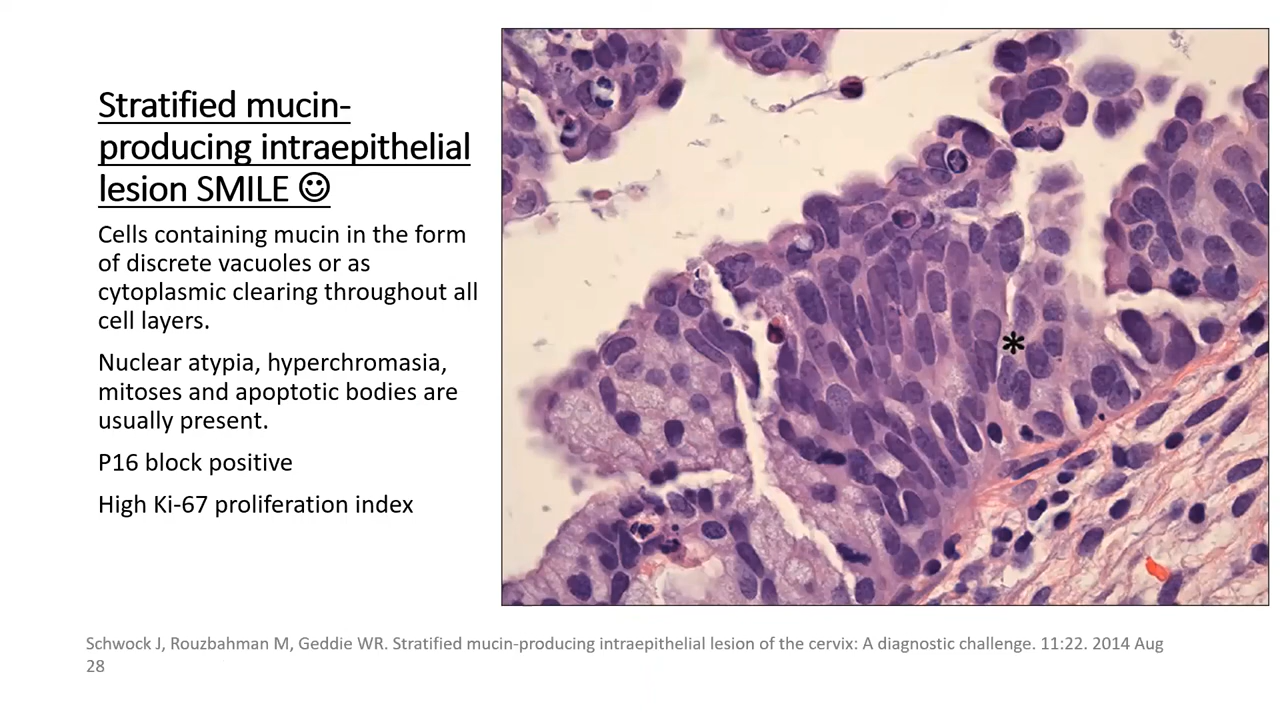 Stratified mucin-
producing intraepithelial
lesion SMILE ☺
Cells containing mucin in the form
of discrete vacuoles or as
cytoplasmic clearing throughout all
cell layers.
Nuclear atypia, hyperchromasia,
mitoses and apoptotic bodies are
usually present.
P16 block positive
High Ki-67 proliferation index
*
Schwock J, Rouzbahman M, Geddie WR. Stratified mucin-producing intraepithelial lesion of the cervix: A diagnostic challenge. 11:22. 2014 Aug
28